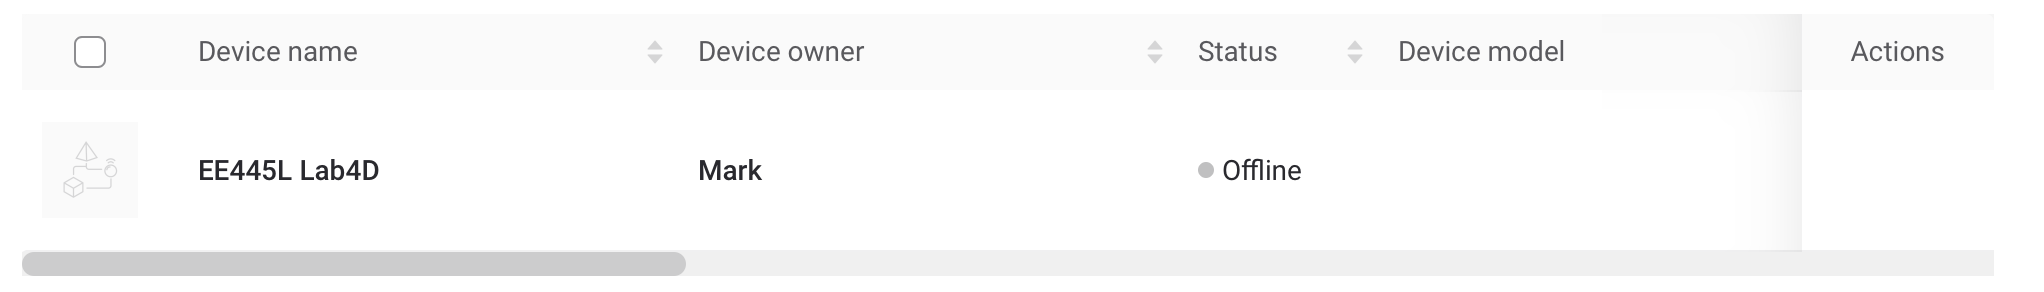 Device name Device owner Status Device model Actions
EE445L Lab4D Mark Offline